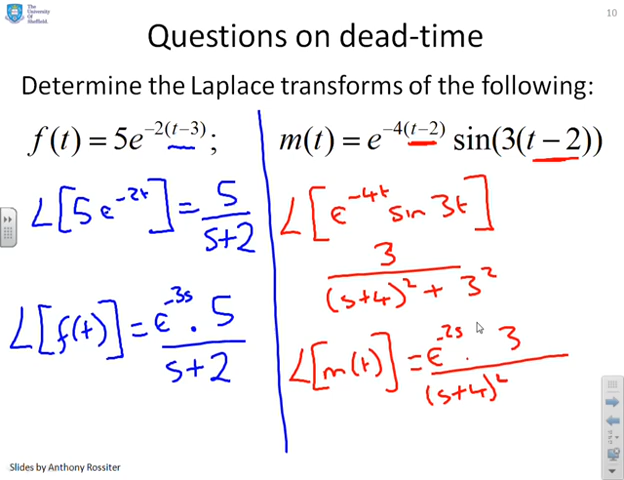 The University Of Sheffield
10
Questions on dead-time
Determine the Laplace transforms of the following:
f(t) = 5e^{−2(t−3)};
L[5e^{-2t}] = 5/(s+2)
L[f(t)] = e^{-3s} . 5/(s+2)
m(t) = e^{−4(t−2)} sin(3(t − 2))
L[e^{-4t} sin 3t]
3/((s+4)^2 + 3^2)
L[m(t)] = e^{-2s} . 3/((s+4)^2
Slides by Anthony Rossiter